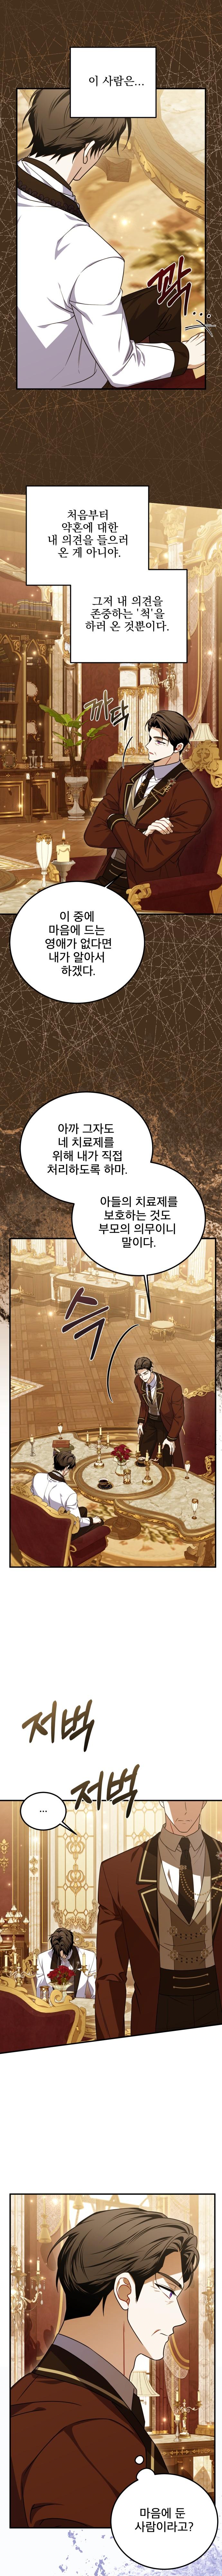 이 사람은...
꽉
처음부터
약혼에 대한
내 의견을 들으러
온 게 아니야.
그저 내 의견을
존중하는 '척'을
하러 온 것뿐이다.
까닥
이 중에
마음에 드는
영애가 없다면
내가 알아서
하겠다.
아까 그자도
네 치료제를
위해 내가 직접
처리하도록 하마.
아들의 치료제를
보호하는 것도
부모의 의무이니
말이다.
스윽
저벅
저벅
...
마음에 둔
사람이라고?